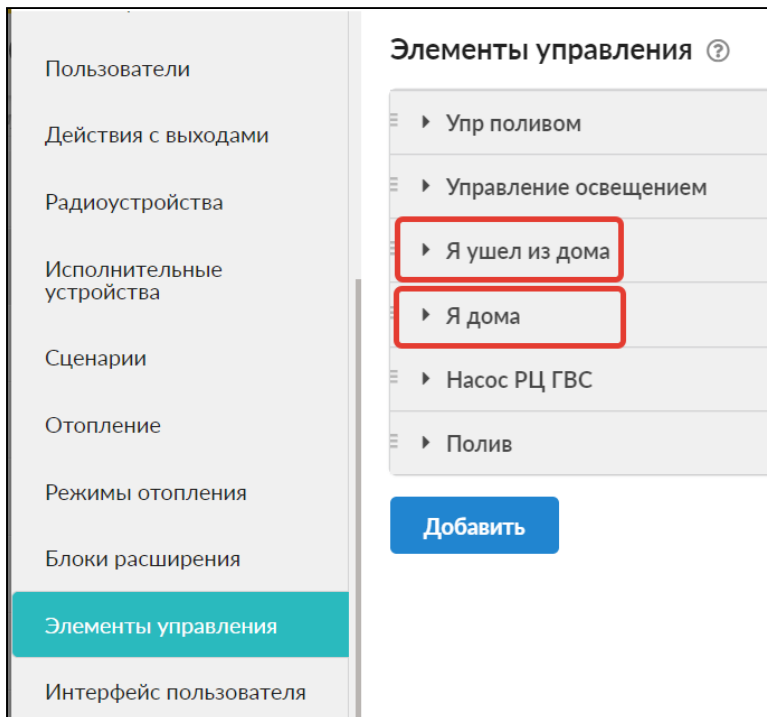 Пользователи
Действия с выходами
Радиоустройства
Исполнительные
устройства
Сценарии
Отопление
Режимы отопления
Блоки расширения
Элементы управления
Интерфейс пользователя
Элементы управления ?
Упр поливом
Управление освещением
Я ушел из дома
Я дома
Насос РЦ ГВС
Полив
Добавить